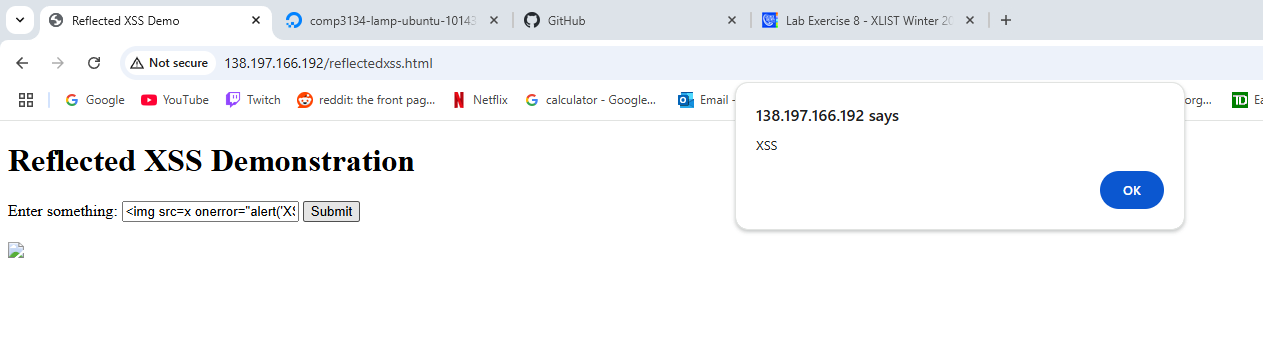 Reflected XSS Demo
comp3134-lamp-ubuntu-10143
GitHub
Lab Exercise 8 - XLIST Winter 20
Not secure
138.197.166.192/reflectedxss.html
Google
YouTube
Twitch
reddit: the front pag...
Netflix
calculator - Google...
Email -
org...
TD
Ea
138.197.166.192 says
XSS
OK
Reflected XSS Demonstration
Enter something: <img src=x onerror="alert('XS Submit